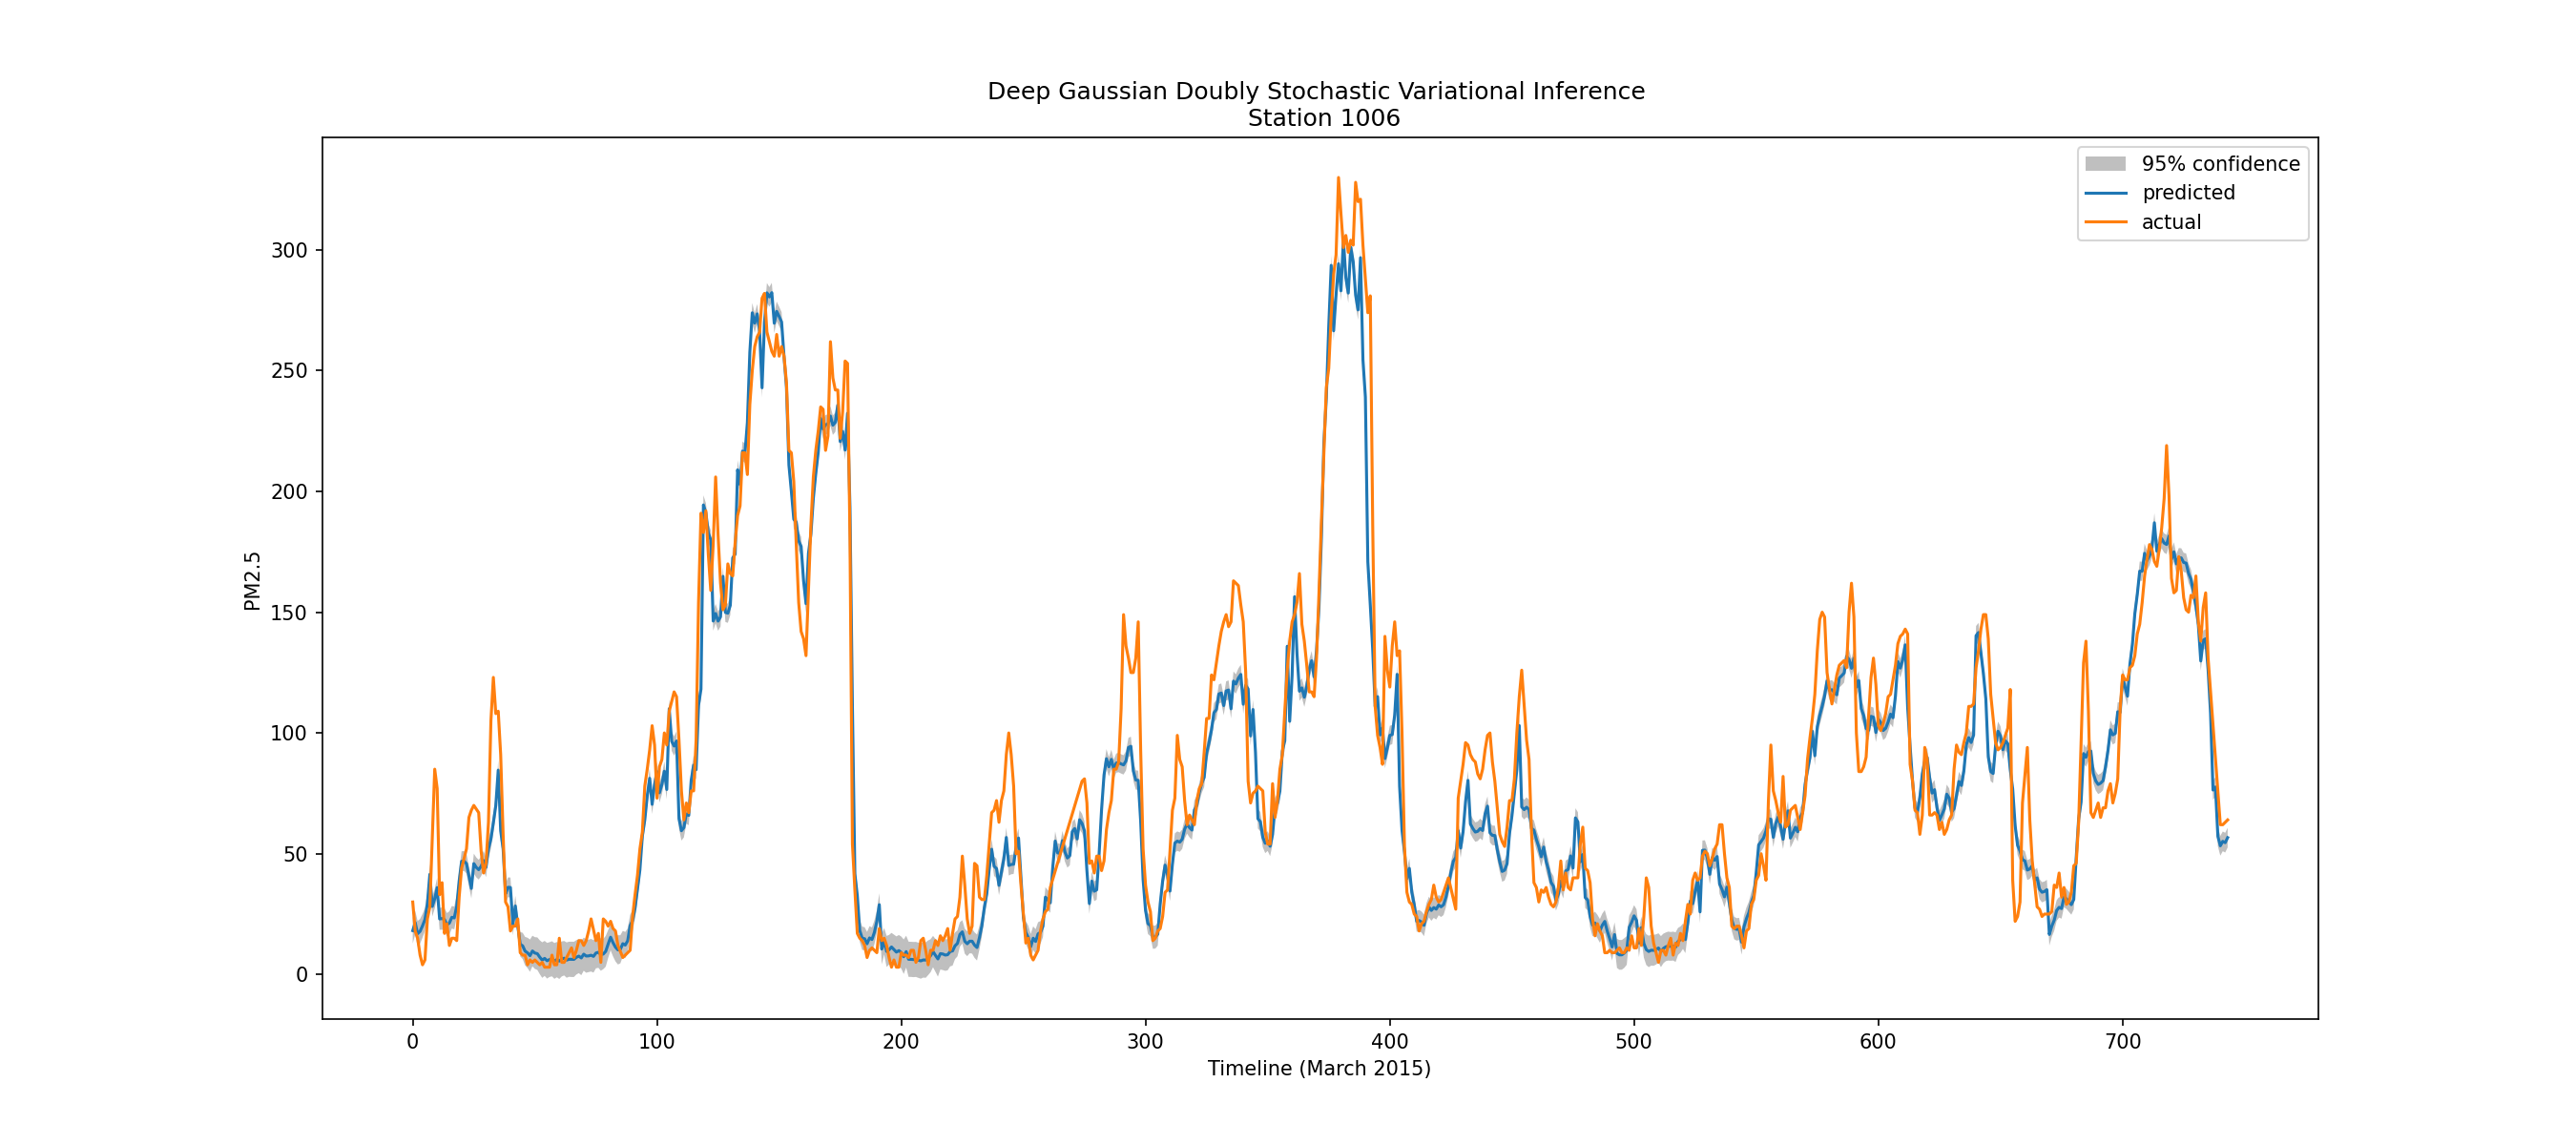 Deep Gaussian Doubly Stochastic Variational Inference
Station 1006
95% confidence
predicted
actual
300
250
200
150
100
50
0
PM2.5
0 100 200 300 400 500 600 700
Timeline (March 2015)